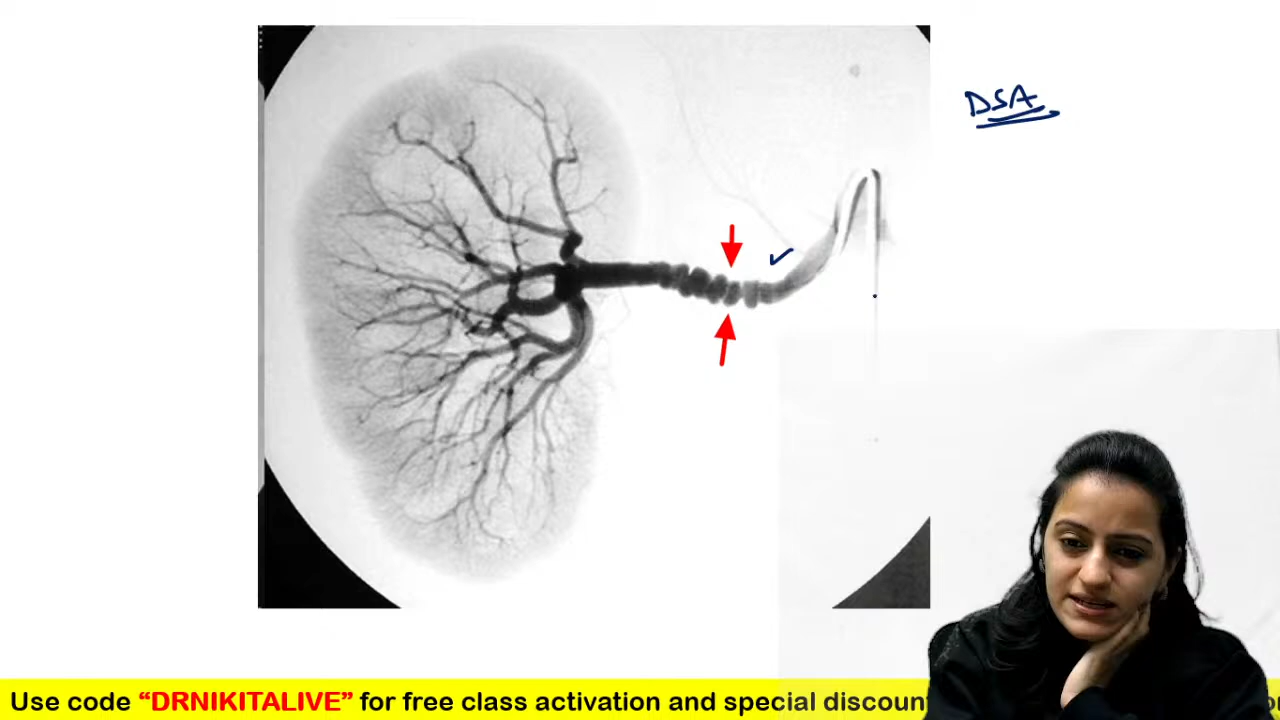 DSA
Use code “DRNIKITALIVE” for free class activation and special discoun